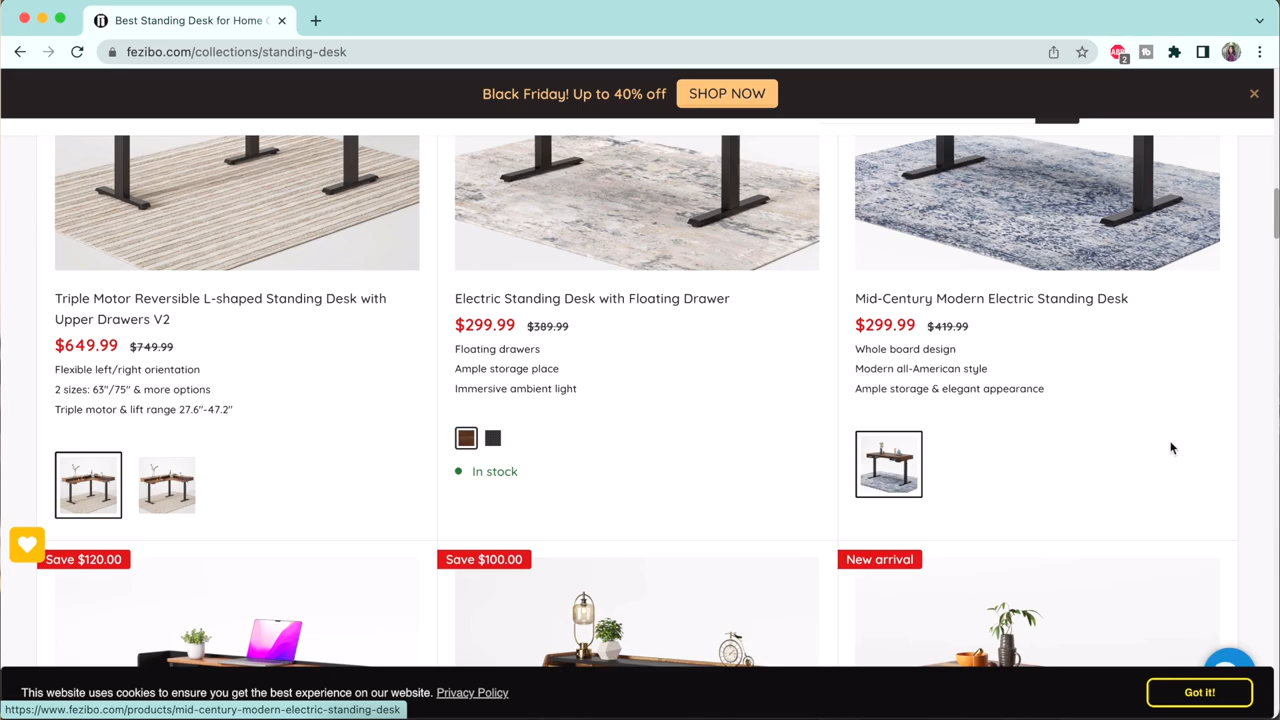 Best Standing Desk for Home
fezibo.com/collections/standing-desk
ABP
2
tb
Black Friday! Up to 40% off
SHOP NOW
Triple Motor Reversible L-shaped Standing Desk with
Upper Drawers V2
$649.99 $749.99
Flexible left/right orientation
2 sizes: 63"/75" & more options
Triple motor & lift range 27.6"-47.2"
Electric Standing Desk with Floating Drawer
$299.99 $389.99
Floating drawers
Ample storage place
Immersive ambient light
In stock
Mid-Century Modern Electric Standing Desk
$299.99 $419.99
Whole board design
Modern all-American style
Ample storage & elegant appearance
Save $120.00
Save $100.00
New arrival
This website uses cookies to ensure you get the best experience on our website. Privacy Policy
Got it!
https://www.fezibo.com/products/mid-century-modern-electric-standing-desk